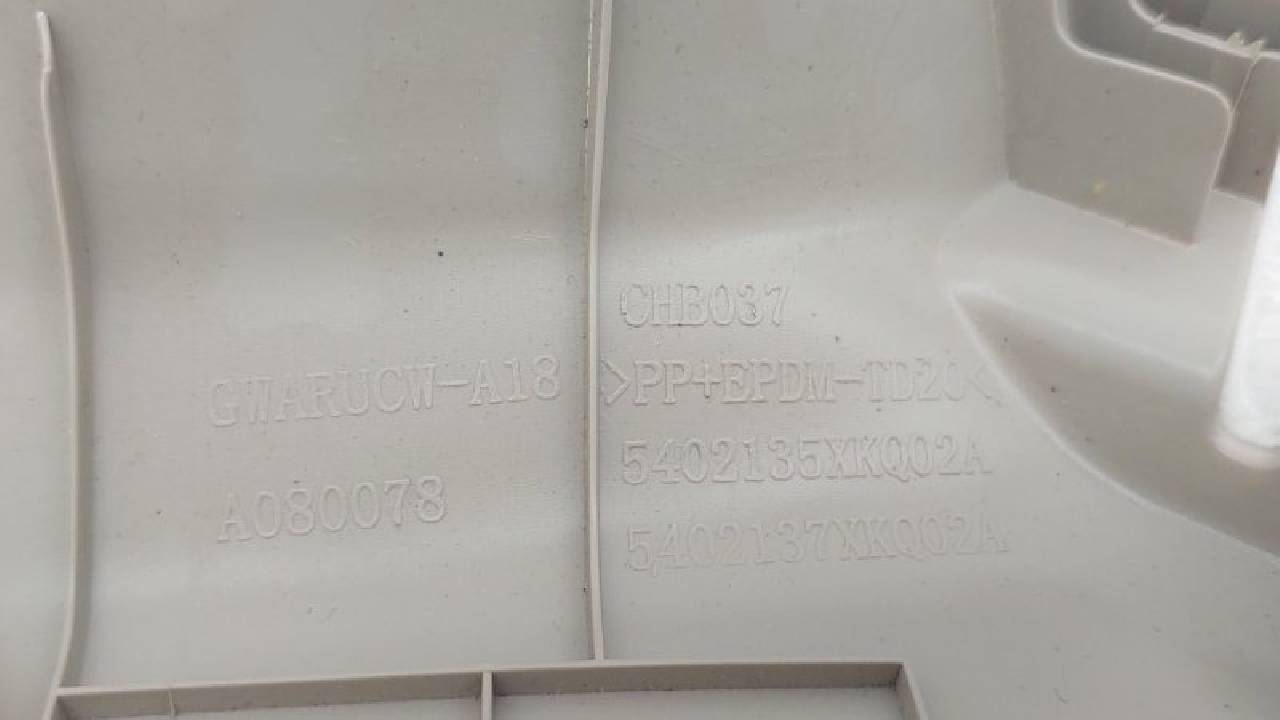 GWARUCW-A18
A080078
CHB037
>PP+EPDM-TD20<
5402135XKQ02A
5402137XKQ02A